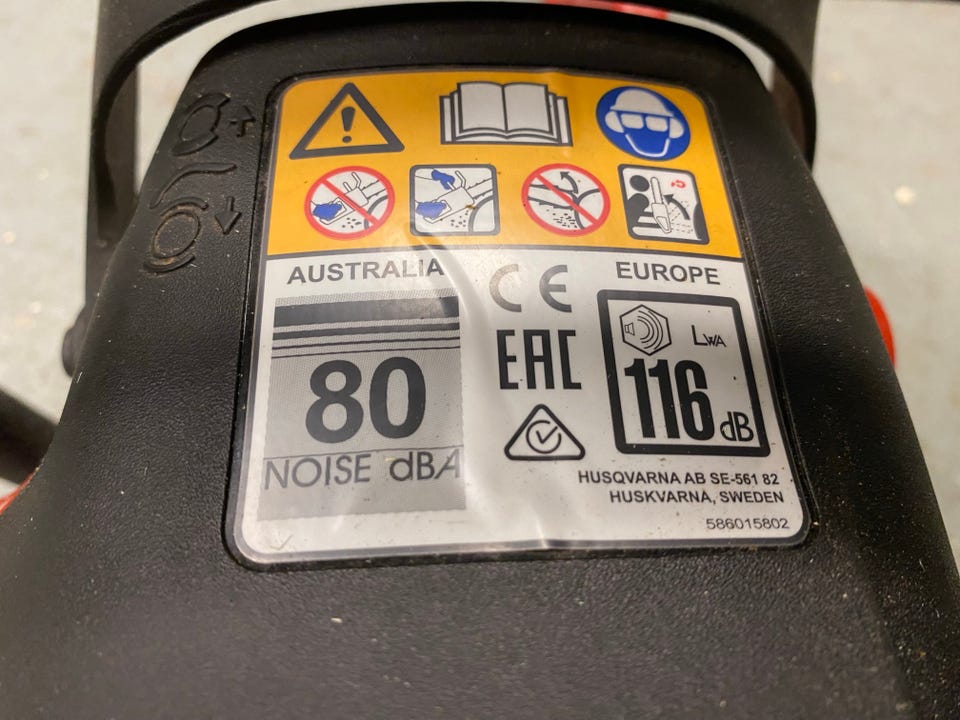 AUSTRALIA
CE
EUROPE
80
NOISE dBA
EAC
LWA
116 dB
HUSQVARNA AB SE-561 82
HUSKVARNA, SWEDEN
586015802